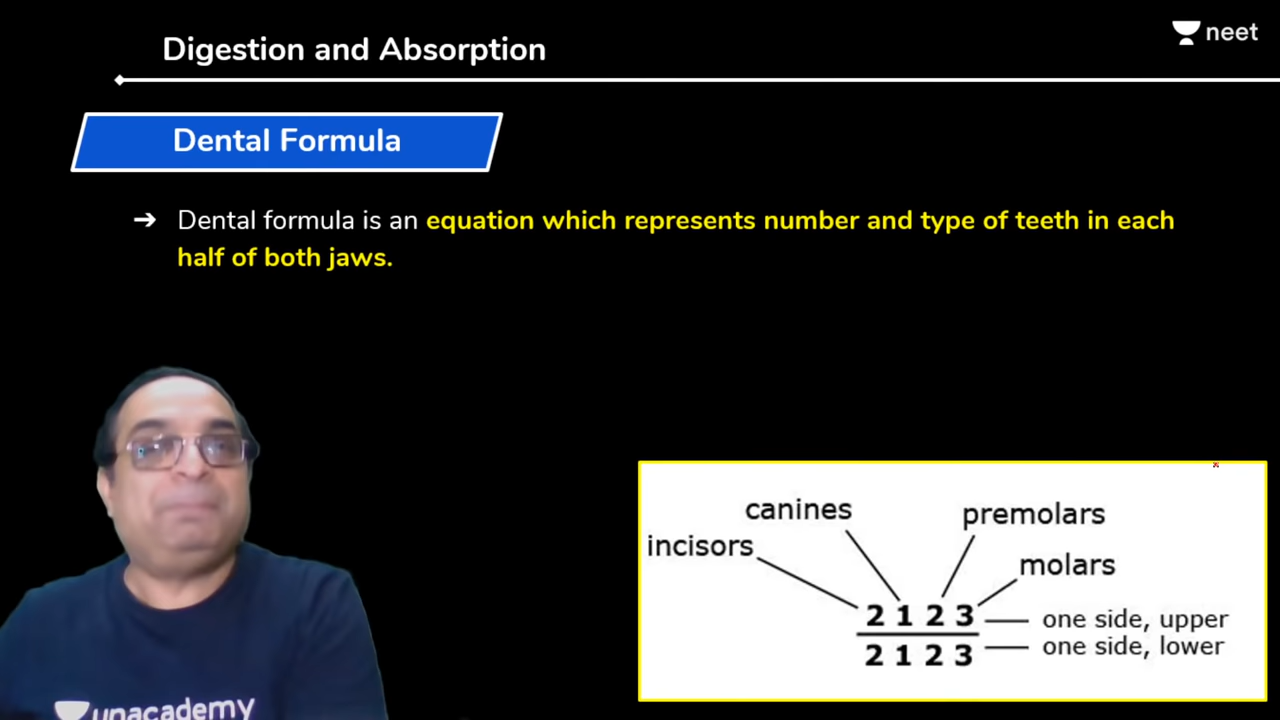 Digestion and Absorption
neet
Dental Formula
➔ Dental formula is an equation which represents number and type of teeth in each
half of both jaws.
canines
premolars
incisors
molars
2 1 2 3
one side, upper
one side, lower
2 1 2 3
unacademy